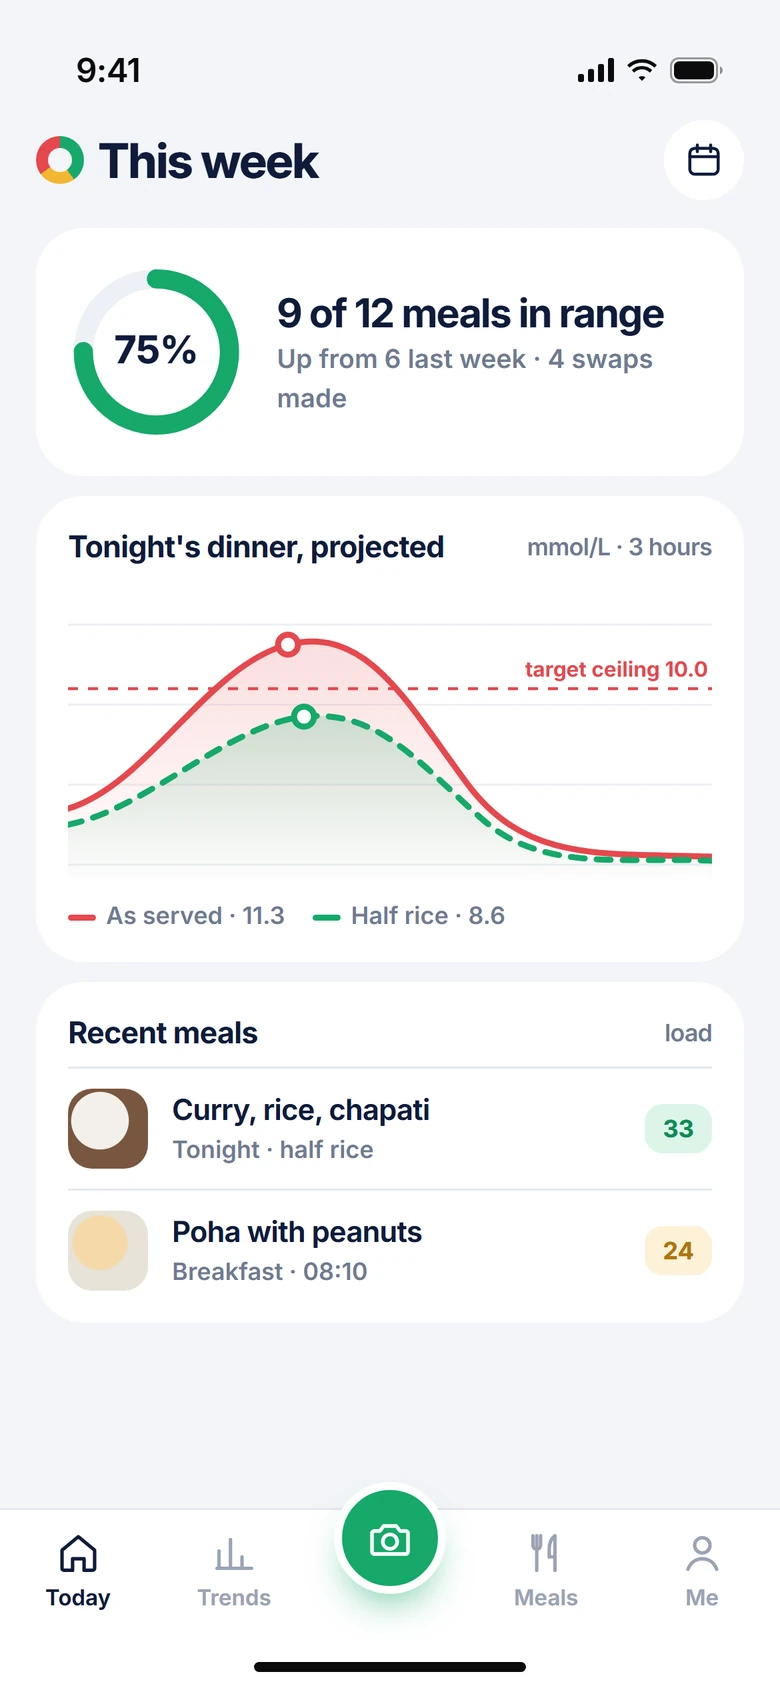 9:41
This week
75%
9 of 12 meals in range
Up from 6 last week · 4 swaps
made
Tonight's dinner, projected
mmol/L · 3 hours
target ceiling 10.0
As served · 11.3
Half rice · 8.6
Recent meals
load
Curry, rice, chapati
Tonight · half rice
33
Poha with peanuts
Breakfast · 08:10
24
Today
Trends
Meals
Me